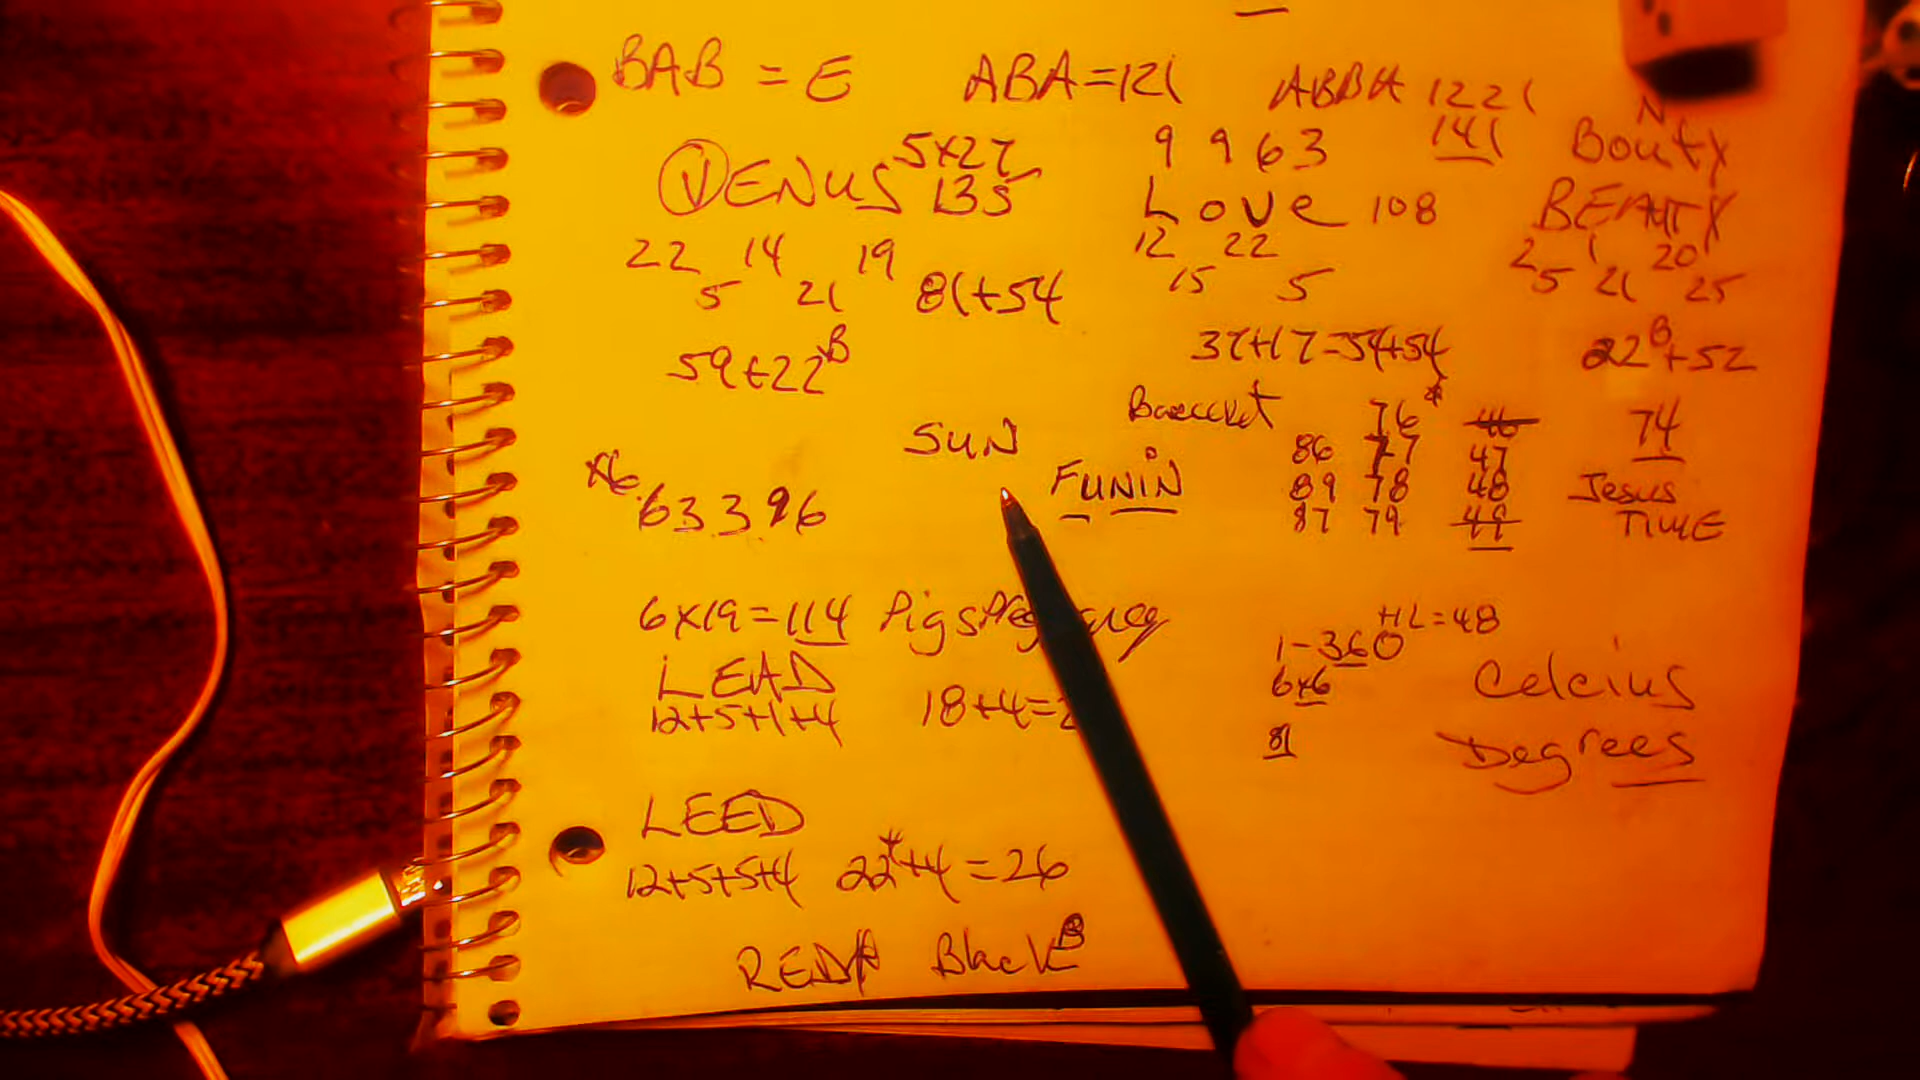 BAB = E ABA=121 ABBA 1221
141 N
VENUS 5x27 9 9 6 3 Bouty
135 LOVE 108 BEAUTY
22 14 19 12 22 2 1 20
5 21 81+54 15 5 5 21 25
59+22 B 37+17=54+54 22 B+52
76* 46 74
SUN 86 77 47
x6 63396 FUNiN 89 78 48 Jesus
87 79 49 TIME
6x19=114 Pigs +1L=48
1-360
LEAD 6x6 Celcius
12+5+1+4 18+4=
81 Degrees
LEED
12+5+5+4 22*+4=26
RED Black B